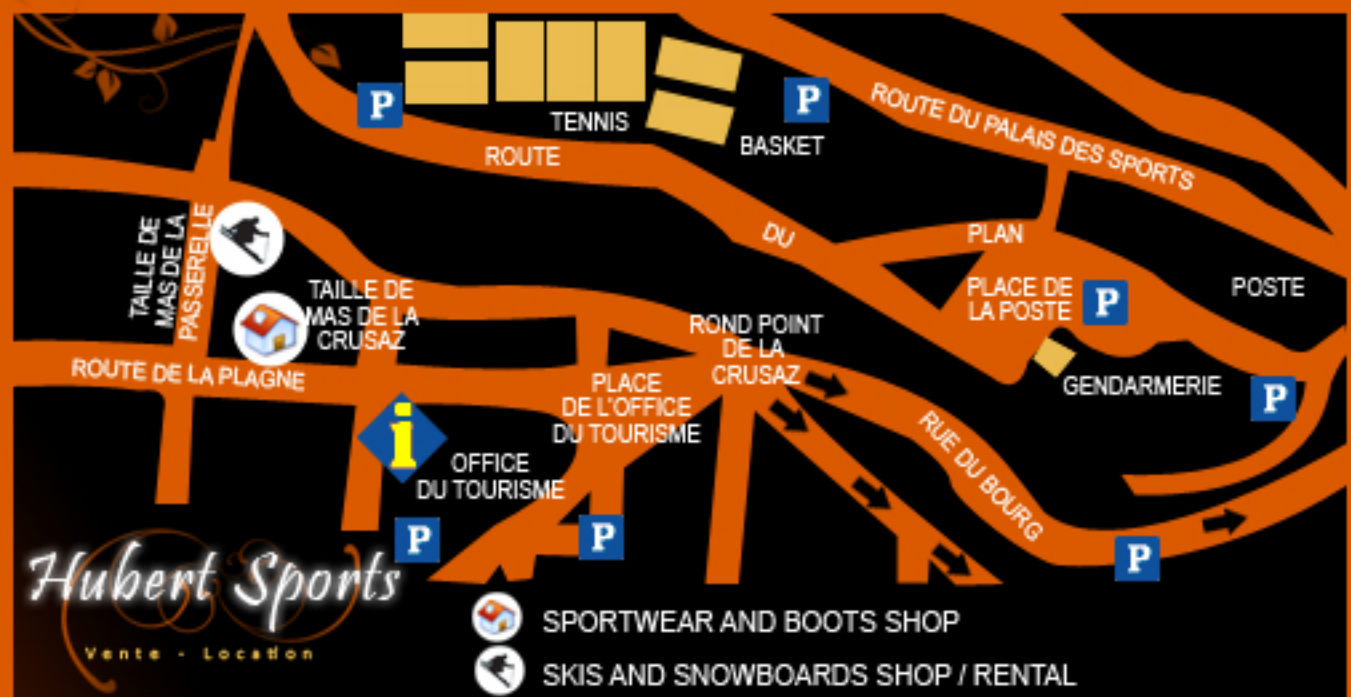 P
P
TENNIS
BASKET
ROUTE
DU
PLAN
ROUTE DU PALAIS DES SPORTS
TAILLE DE
MAS DE LA
PASSERELLE
TAILLE DE
MAS DE LA
CRUSAZ
PLACE DE
LA POSTE
P
POSTE
ROND POINT
DE LA
CRUSAZ
GENDARMERIE
P
ROUTE DE LA PLAGNE
PLACE
DE L'OFFICE
DU TOURISME
RUE DU BOURG
i
OFFICE
DU TOURISME
P
P
P
Hubert Sports
Vente - Location
SPORTWEAR AND BOOTS SHOP
SKIS AND SNOWBOARDS SHOP / RENTAL